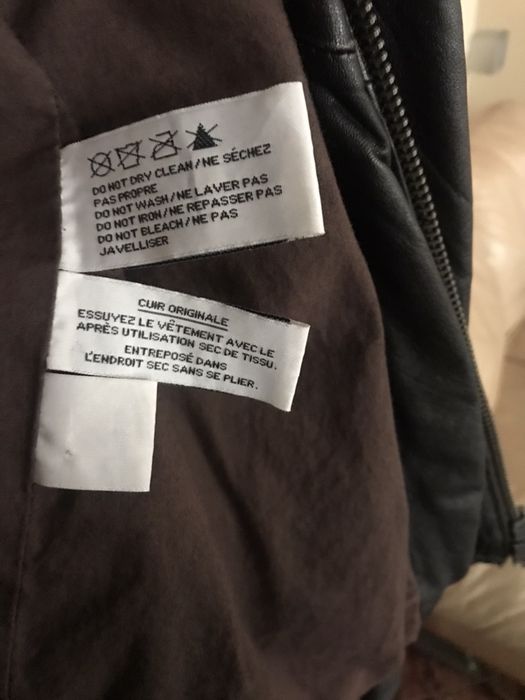 DO NOT DRY CLEAN/NE SÉCHEZ
PAS PROPRE
DO NOT WASH/NE LAVER PAS
DO NOT IRON/NE REPASSER PAS
DO NOT BLEACH/NE PAS
JAVELLISER
CUIR ORIGINALE
ESSUYEZ LE VÊTEMENT AVEC LE
APRÈS UTILISATION SEC DE TISSU.
ENTREPOSÉ DANS
L'ENDROIT SEC SANS SE PLIER.